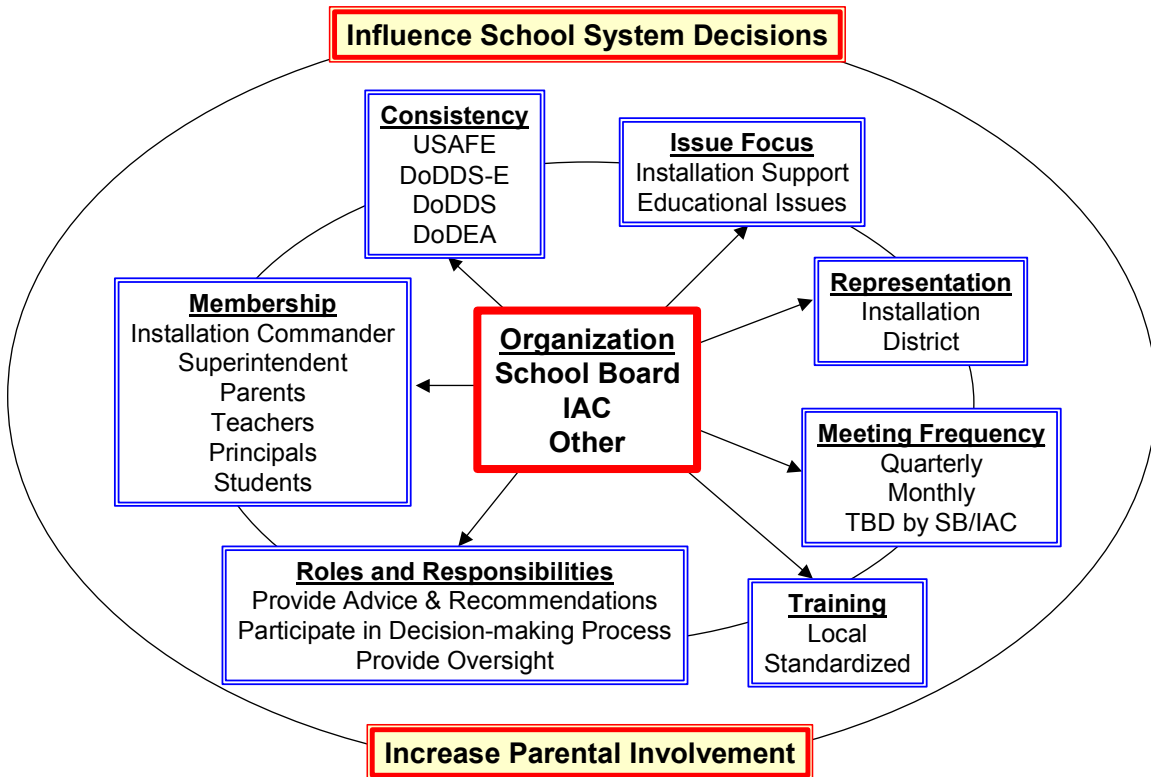 Influence School System Decisions
Consistency
USAFE
DoDDS-E
DoDDS
DoDEA
Issue Focus
Installation Support
Educational Issues
Membership
Installation Commander
Superintendent
Parents
Teachers
Principals
Students
Organization
School Board
IAC
Other
Representation
Installation
District
Meeting Frequency
Quarterly
Monthly
TBD by SB/IAC
Roles and Responsibilities
Provide Advice & Recommendations
Participate in Decision-making Process
Provide Oversight
Training
Local
Standardized
Increase Parental Involvement